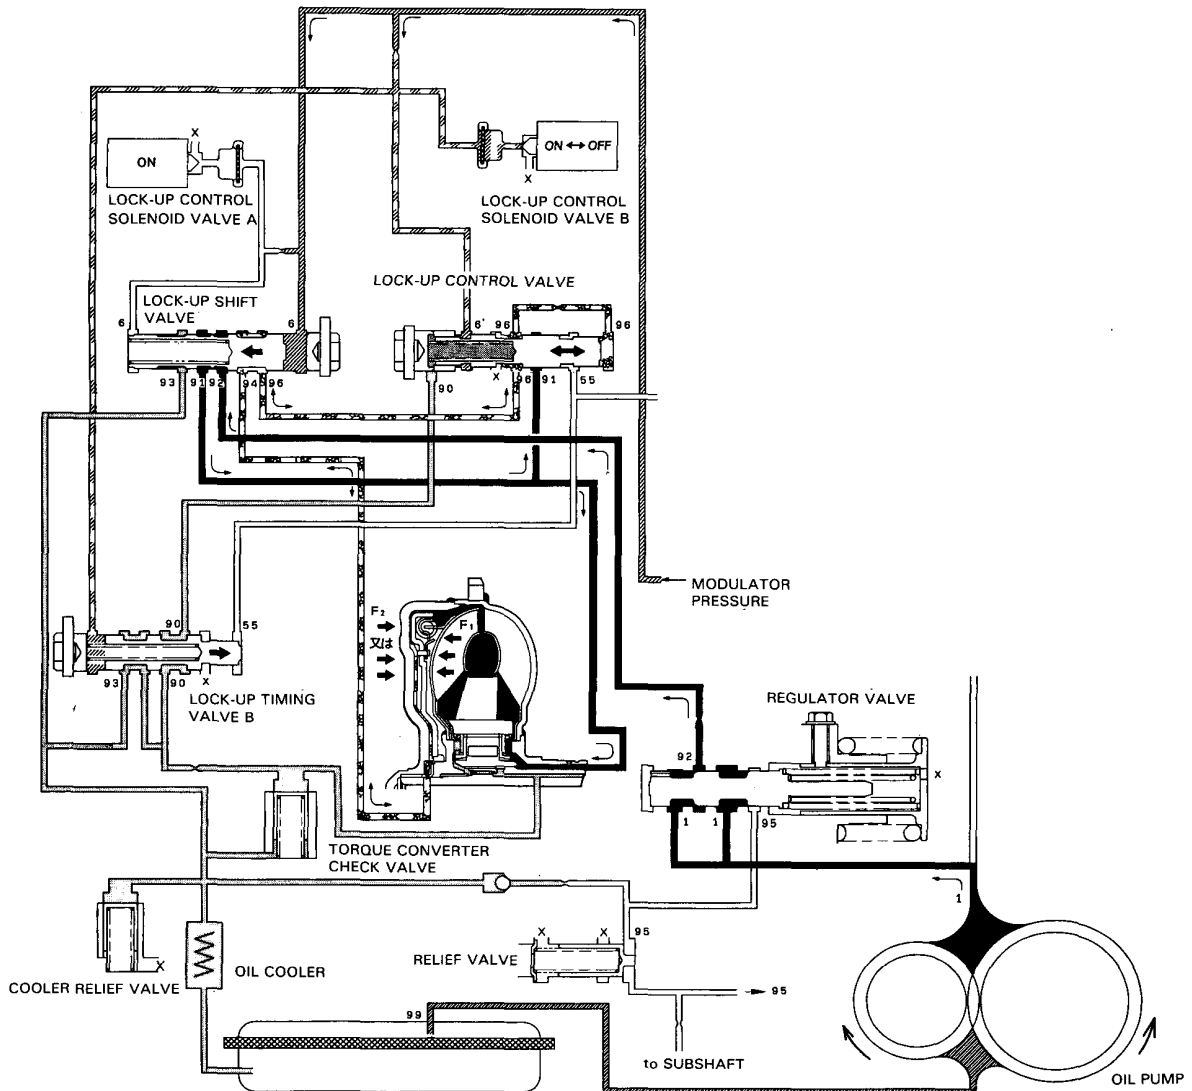 X
ON
ON ↔ OFF
X
LOCK-UP CONTROL
SOLENOID VALVE A
LOCK-UP CONTROL
SOLENOID VALVE B
LOCK-UP CONTROL VALVE
LOCK-UP SHIFT
VALVE
6
6
6'
96
96
93
91
92
94
96
90
X
96
91
55
MODULATOR
PRESSURE
F₂
又は
F₁
90
55
93
90
X
LOCK-UP TIMING
VALVE B
REGULATOR VALVE
92
X
1
1
95
TORQUE CONVERTER
CHECK VALVE
1
X
X
95
RELIEF VALVE
OIL COOLER
X
COOLER RELIEF VALVE
95
99
to SUBSHAFT
OIL PUMP